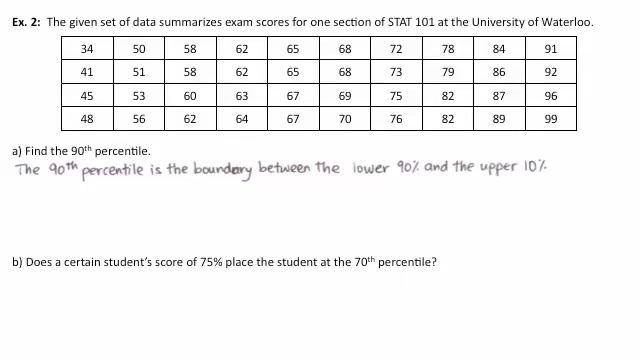 Ex. 2: The given set of data summarizes exam scores for one section of STAT 101 at the University of Waterloo.
34 50 58 62 65 68 72 78 84 91
41 51 58 62 65 68 73 79 86 92
45 53 60 63 67 69 75 82 87 96
48 56 62 64 67 70 76 82 89 99
a) Find the 90th percentile.
The 90th percentile is the boundary between the lower 90% and the upper 10%.
b) Does a certain student's score of 75% place the student at the 70th percentile?